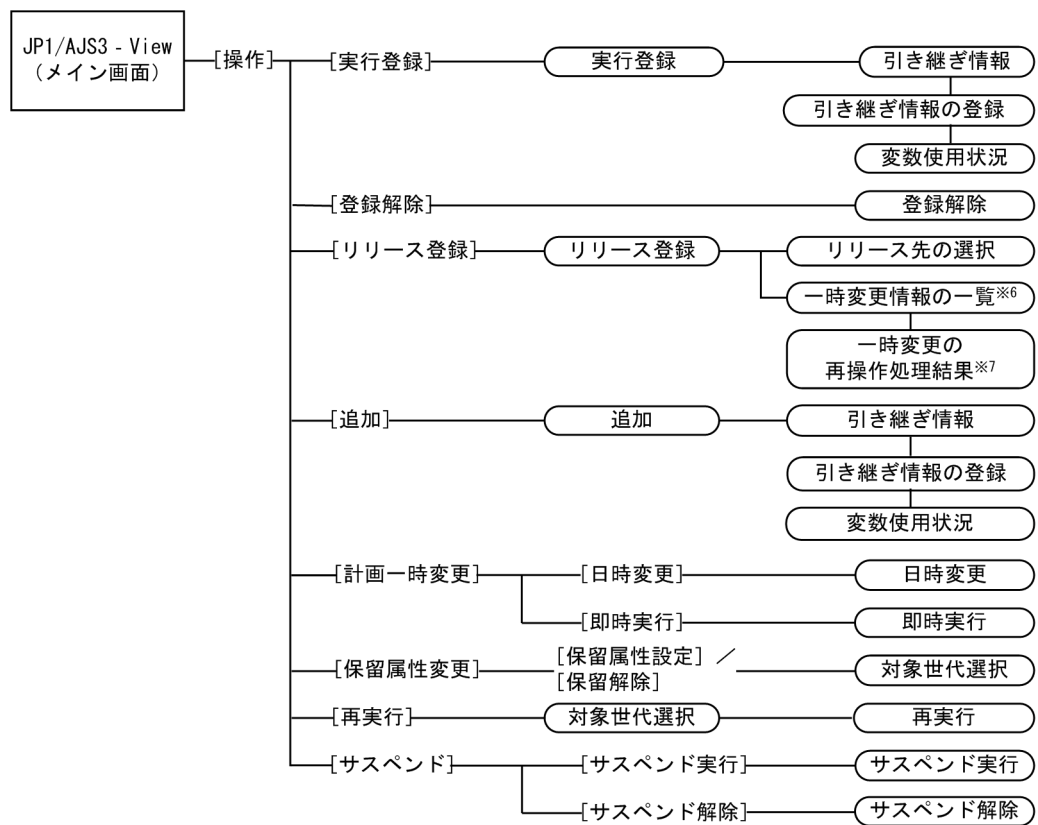 JP1/AJS3 - View
（メイン画面）
[操作]
[実行登録]
実行登録
引き継ぎ情報
引き継ぎ情報の登録
変数使用状況
[登録解除]
登録解除
[リリース登録]
リリース登録
リリース先の選択
一時変更情報の一覧※6
一時変更の
再操作処理結果※7
[追加]
追加
引き継ぎ情報
引き継ぎ情報の登録
変数使用状況
[計画一時変更]
[日時変更]
日時変更
[即時実行]
即時実行
[保留属性変更]
[保留属性設定] ／
[保留解除]
対象世代選択
[再実行]
対象世代選択
再実行
[サスペンド]
[サスペンド実行]
サスペンド実行
[サスペンド解除]
サスペンド解除